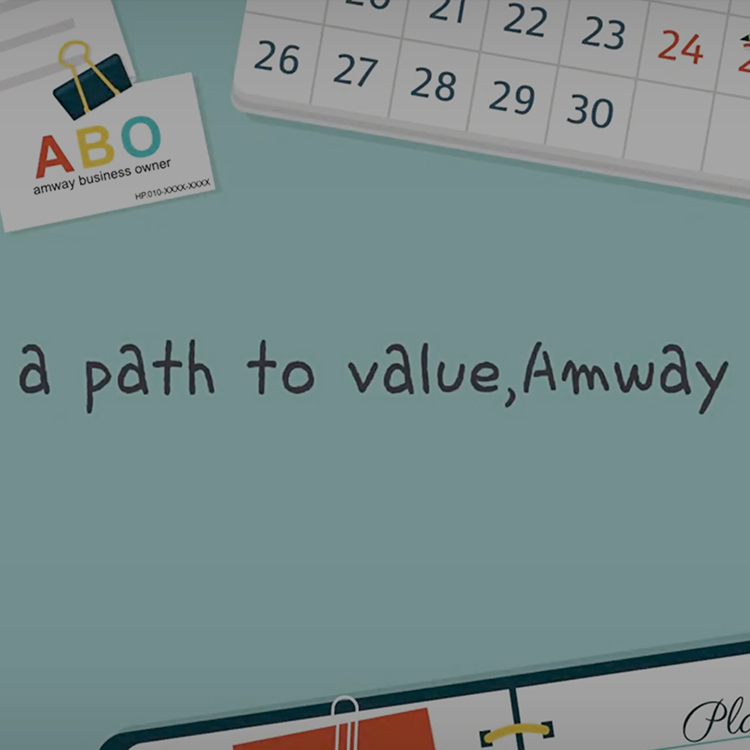 21 22 23 24
26 27 28 29 30
ABO
amway business owner
HP.010-XXXX-XXXX
a path to value,Amway